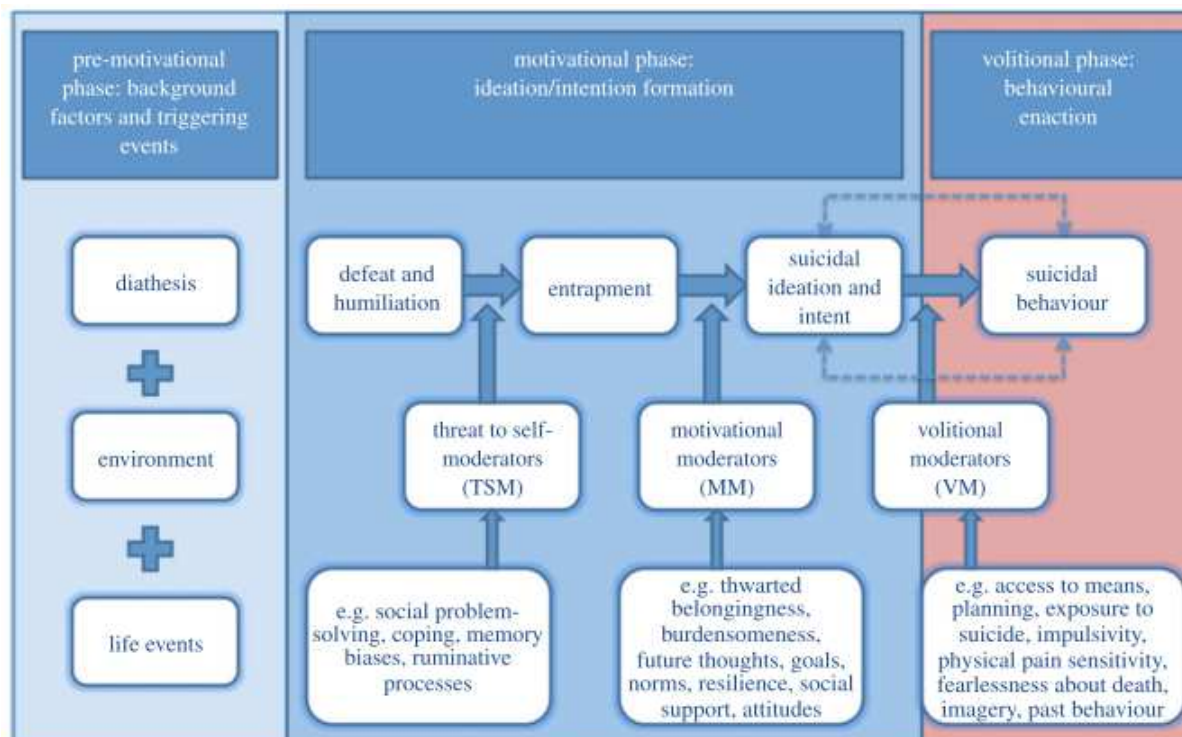 pre-motivational
phase: background
factors and triggering
events
motivational phase:
ideation/intention formation
volitional phase:
behavioural
enaction
diathesis
environment
life events
defeat and
humiliation
entrapment
suicidal
ideation and
intent
suicidal
behaviour
threat to self-
moderators
(TSM)
motivational
moderators
(MM)
volitional
moderators
(VM)
e.g. social problem-
solving, coping, memory
biases, ruminative
processes
e.g. thwarted
belongingness,
burdensomeness,
future thoughts, goals,
norms, resilience, social
support, attitudes
e.g. access to means,
planning, exposure to
suicide, impulsivity,
physical pain sensitivity,
fearlessness about death,
imagery, past behaviour